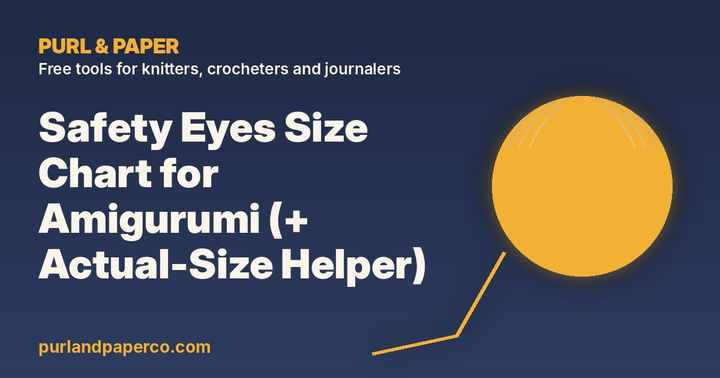 PURL & PAPER
Free tools for knitters, crocheters and journalers
Safety Eyes Size
Chart for
Amigurumi (+
Actual-Size Helper)
purlandpaperco.com